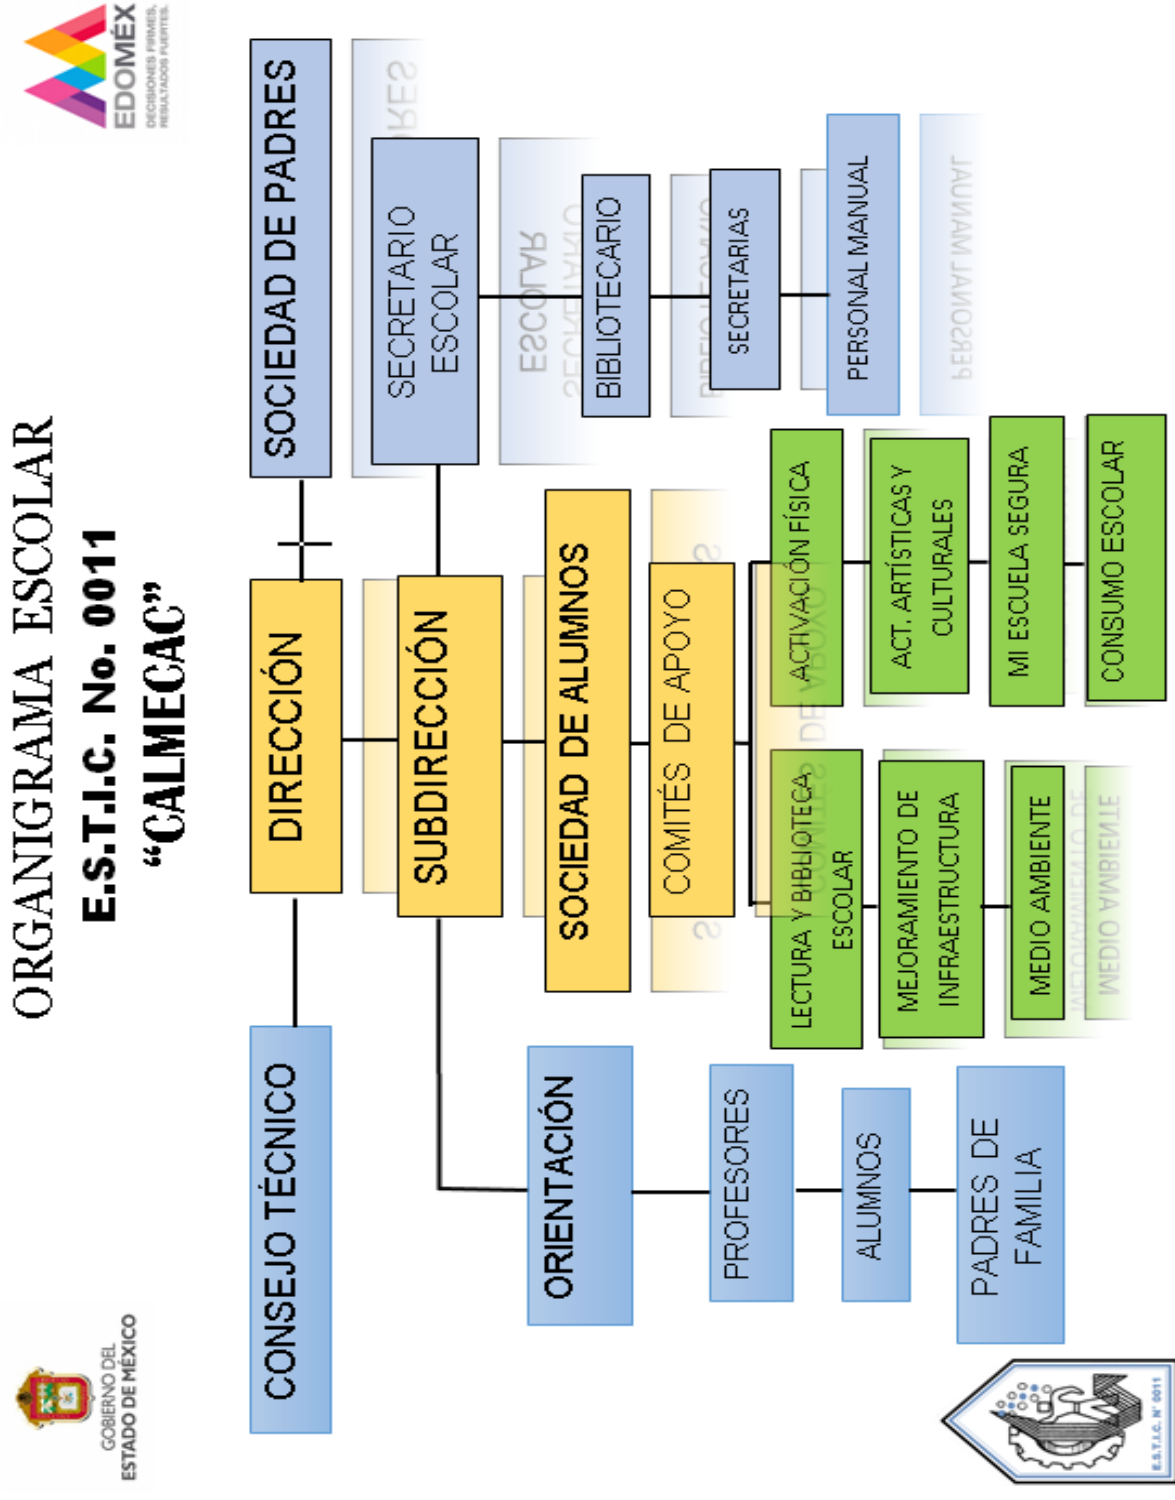 GOBIERNO DEL
ESTADO DE MÉXICO
ORGANIGRAMA ESCOLAR
E.S.T.I.C. No. 0011
“CALMECAC”
EDOMÉX
DECISIONES FIRMES,
RESULTADOS FUERTES.
CONSEJO TÉCNICO
DIRECCIÓN
SOCIEDAD DE PADRES
SUBDIRECCIÓN
SECRETARIO
ESCOLAR
ORIENTACIÓN
SOCIEDAD DE ALUMNOS
BIBLIOTECARIO
COMITÉS DE APOYO
PROFESORES
SECRETARIAS
LECTURA Y BIBLIOTECA
ESCOLAR
ACTIVACIÓN FÍSICA
ALUMNOS
PERSONAL MANUAL
MEJORAMIENTO DE
INFRAESTRUCTURA
ACT. ARTÍSTICAS Y
CULTURALES
PADRES DE
FAMILIA
MEDIO AMBIENTE
MI ESCUELA SEGURA
CONSUMO ESCOLAR
E.S.T.I.C. N° 0011